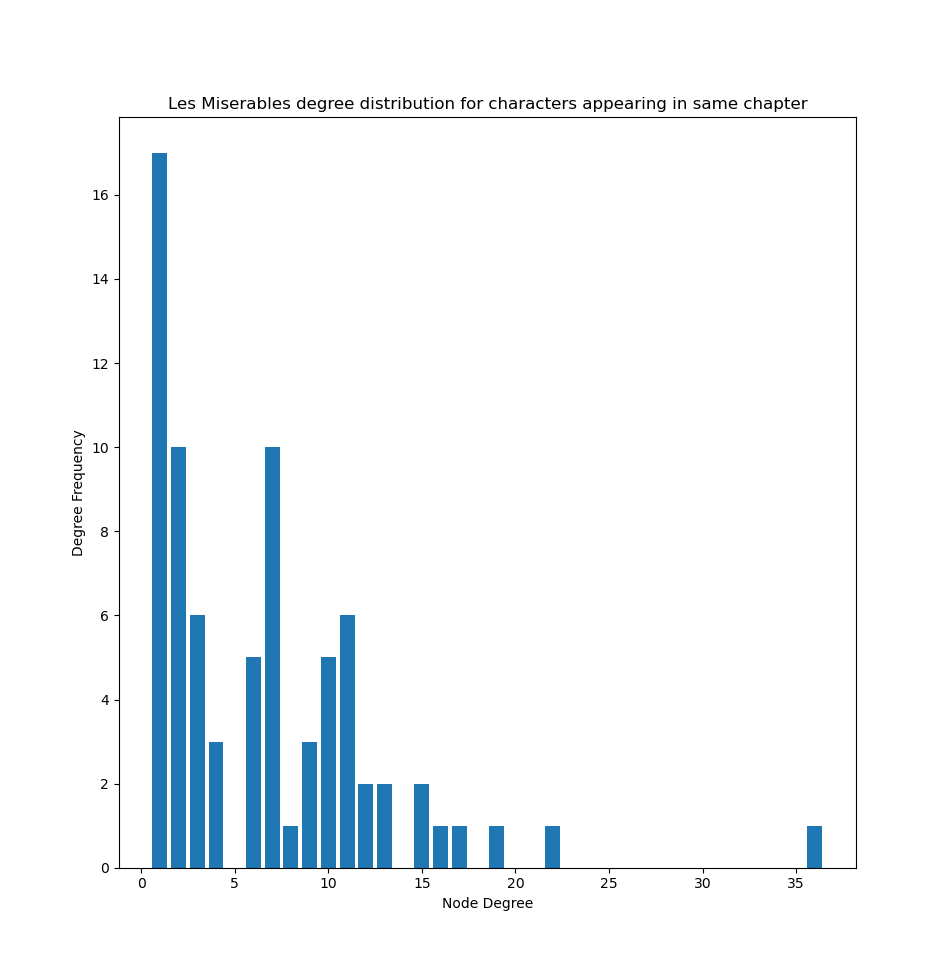 Les Miserables degree distribution for characters appearing in same chapter
16
14
12
10
8
6
4
2
0
Degree Frequency
0 5 10 15 20 25 30 35
Node Degree